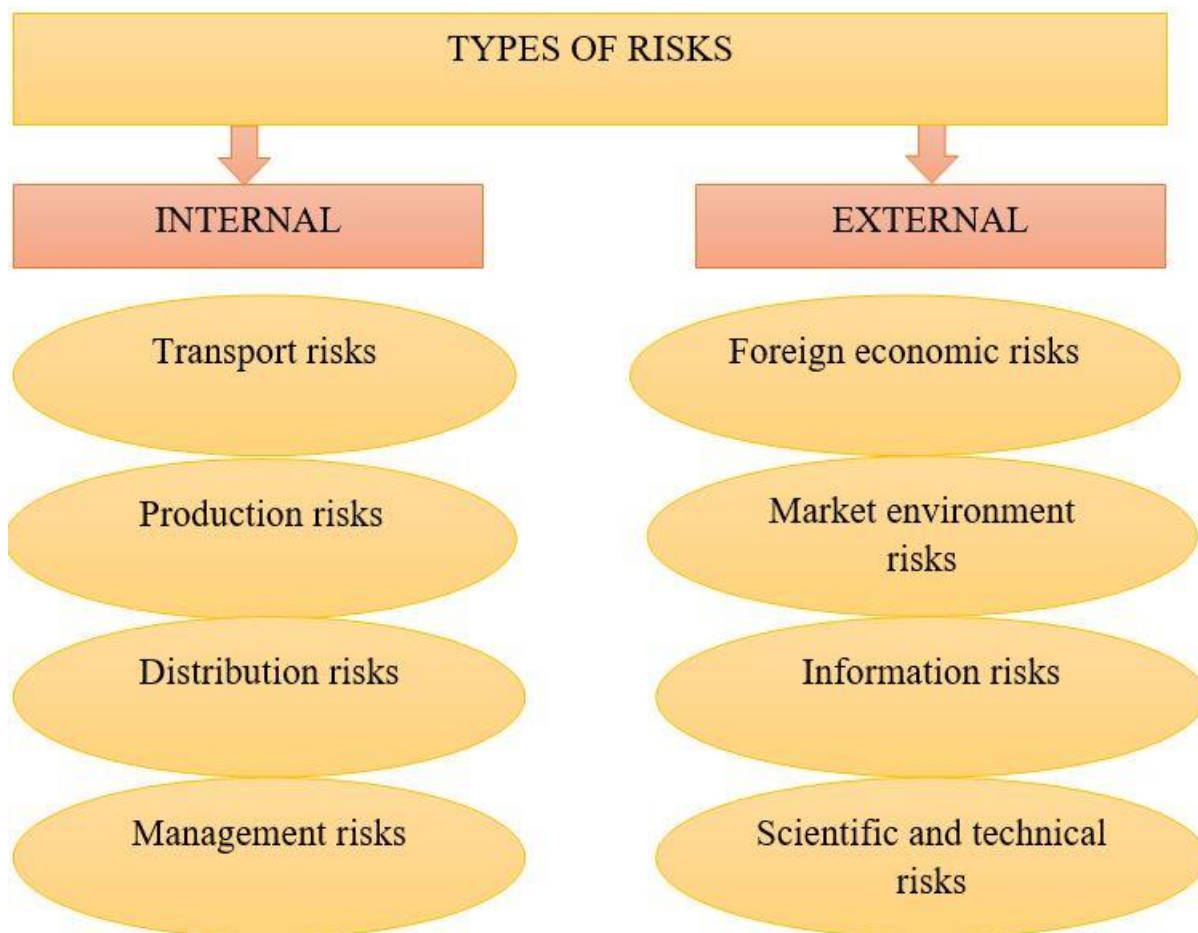 TYPES OF RISKS
INTERNAL
EXTERNAL
Transport risks
Foreign economic risks
Production risks
Market environment
risks
Distribution risks
Information risks
Management risks
Scientific and technical
risks